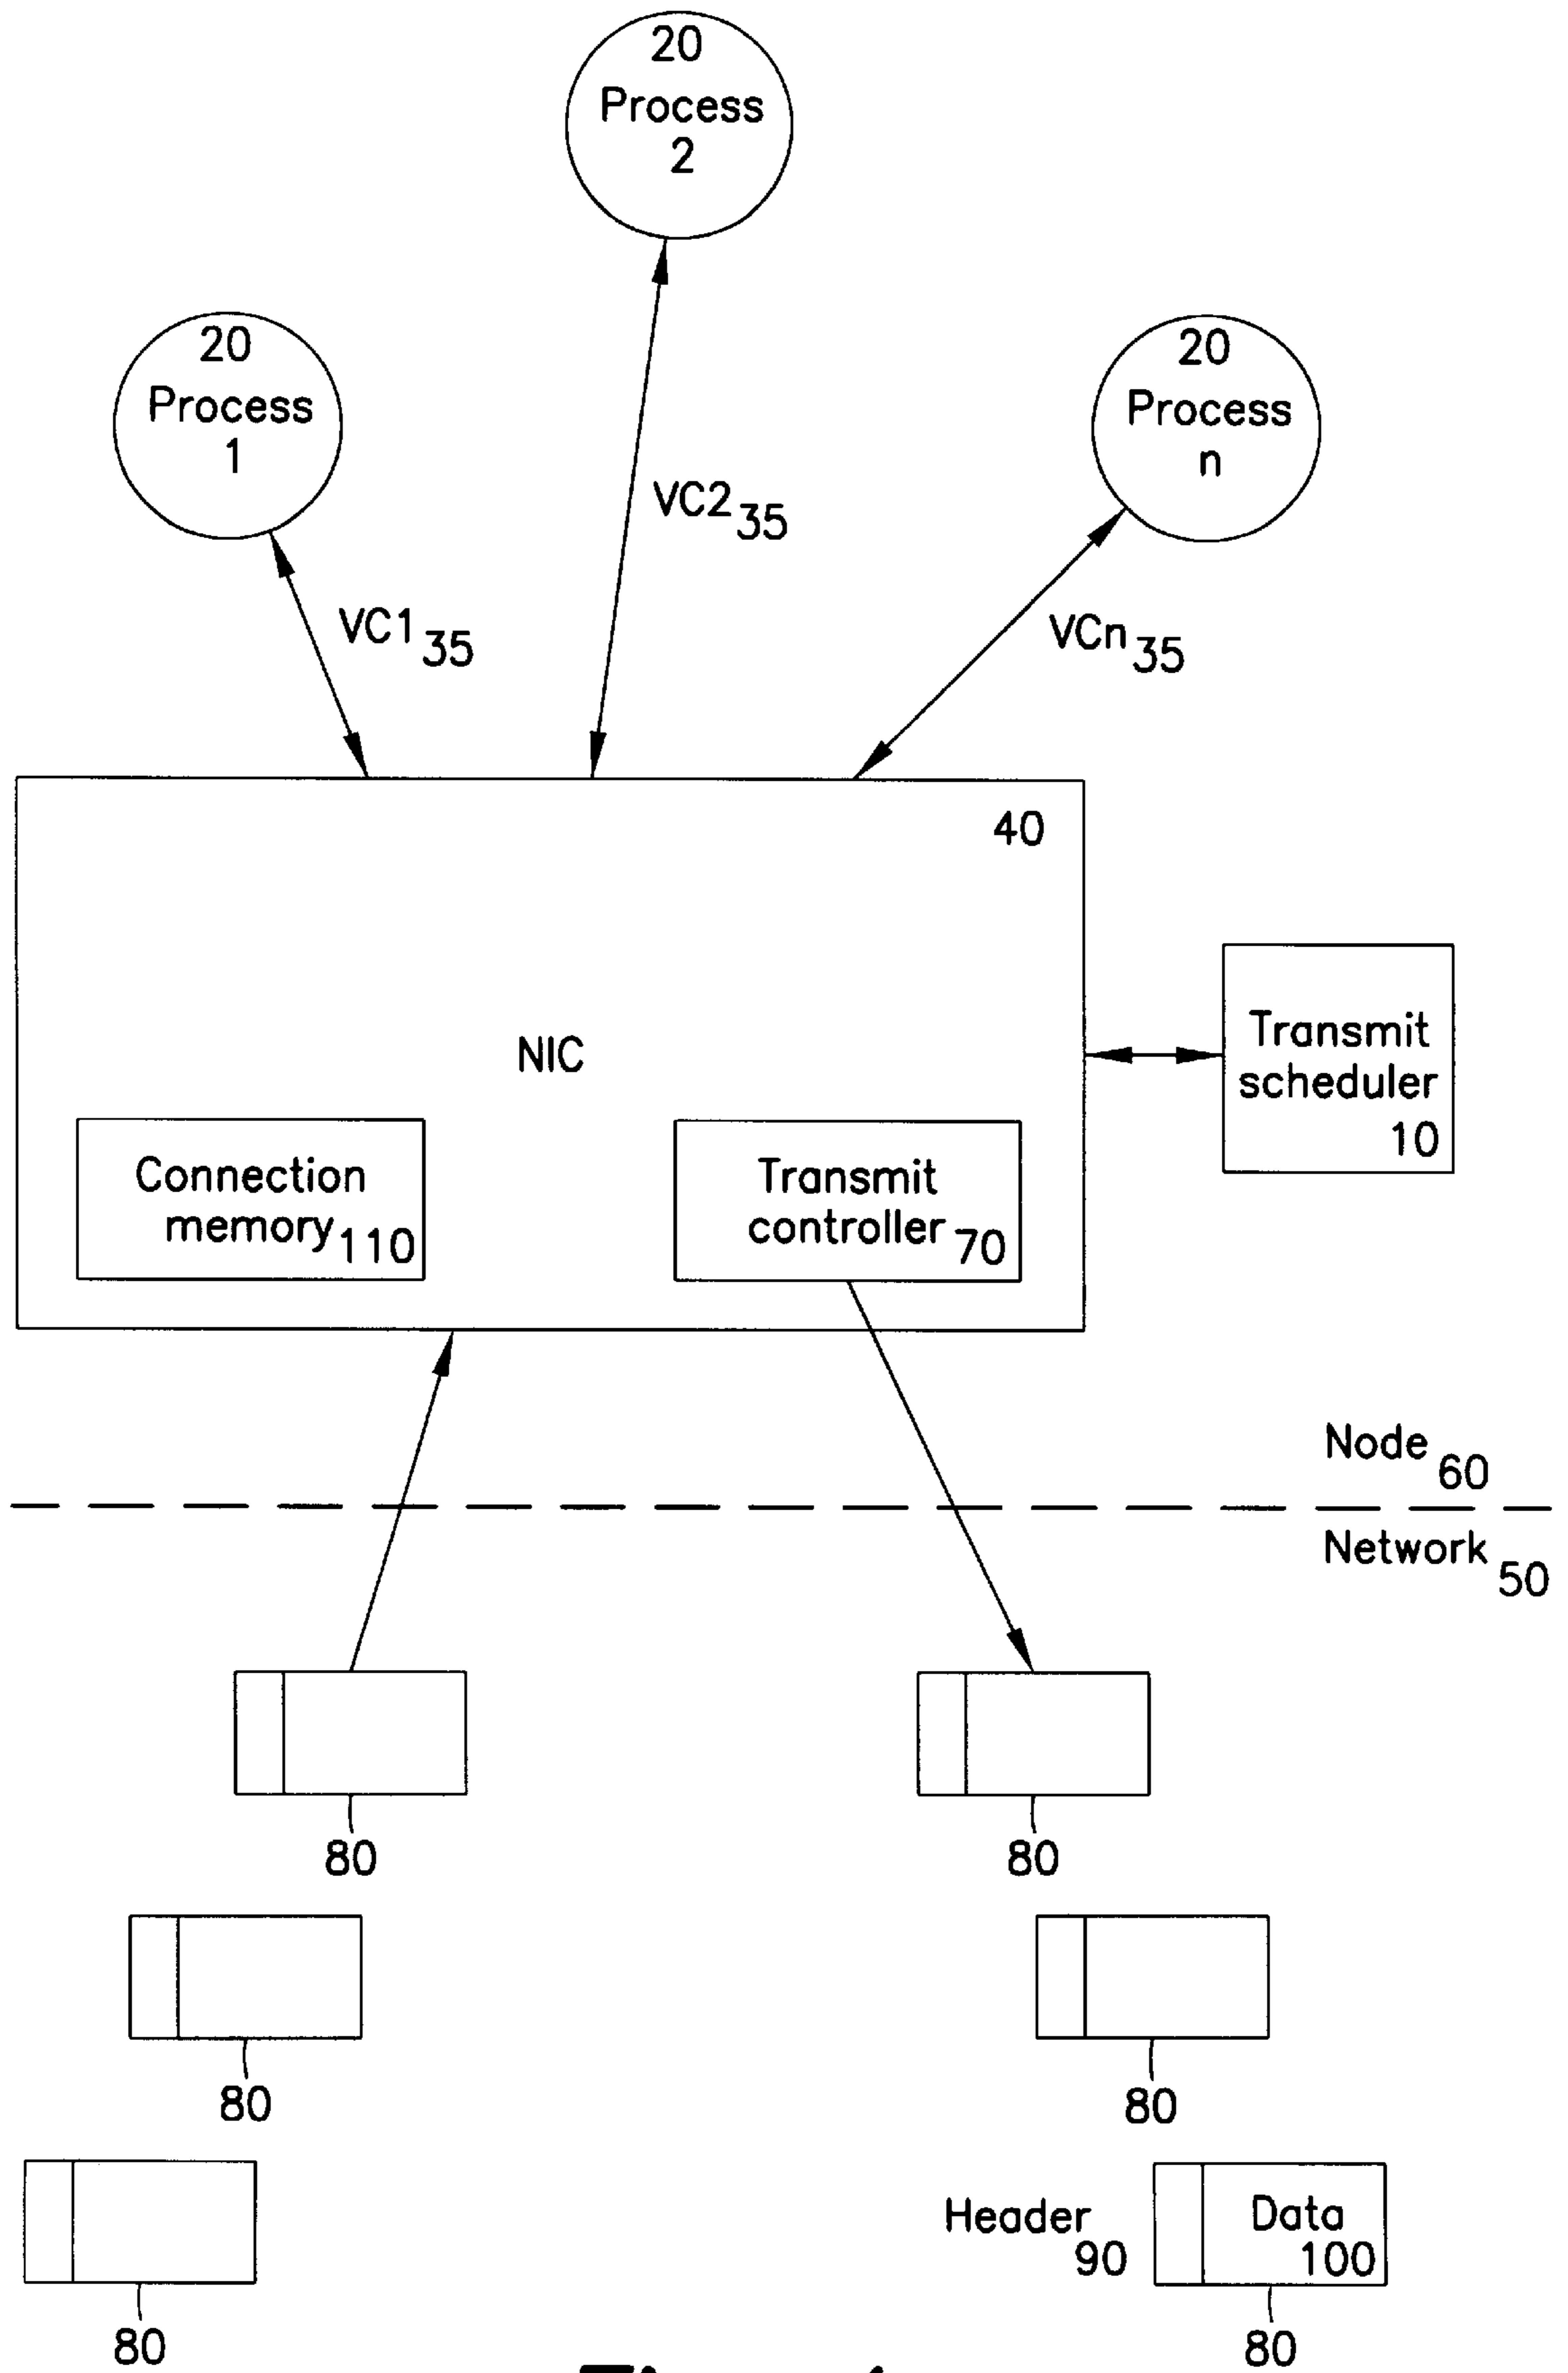 20
Process
2
20
Process
1
20
Process
n
VC2 35
VC1 35
VCn 35
40
NIC
Transmit
scheduler
10
Connection
memory 110
Transmit
controller 70
Node 60
Network 50
80
80
80
80
Header 90
Data
100
80
80